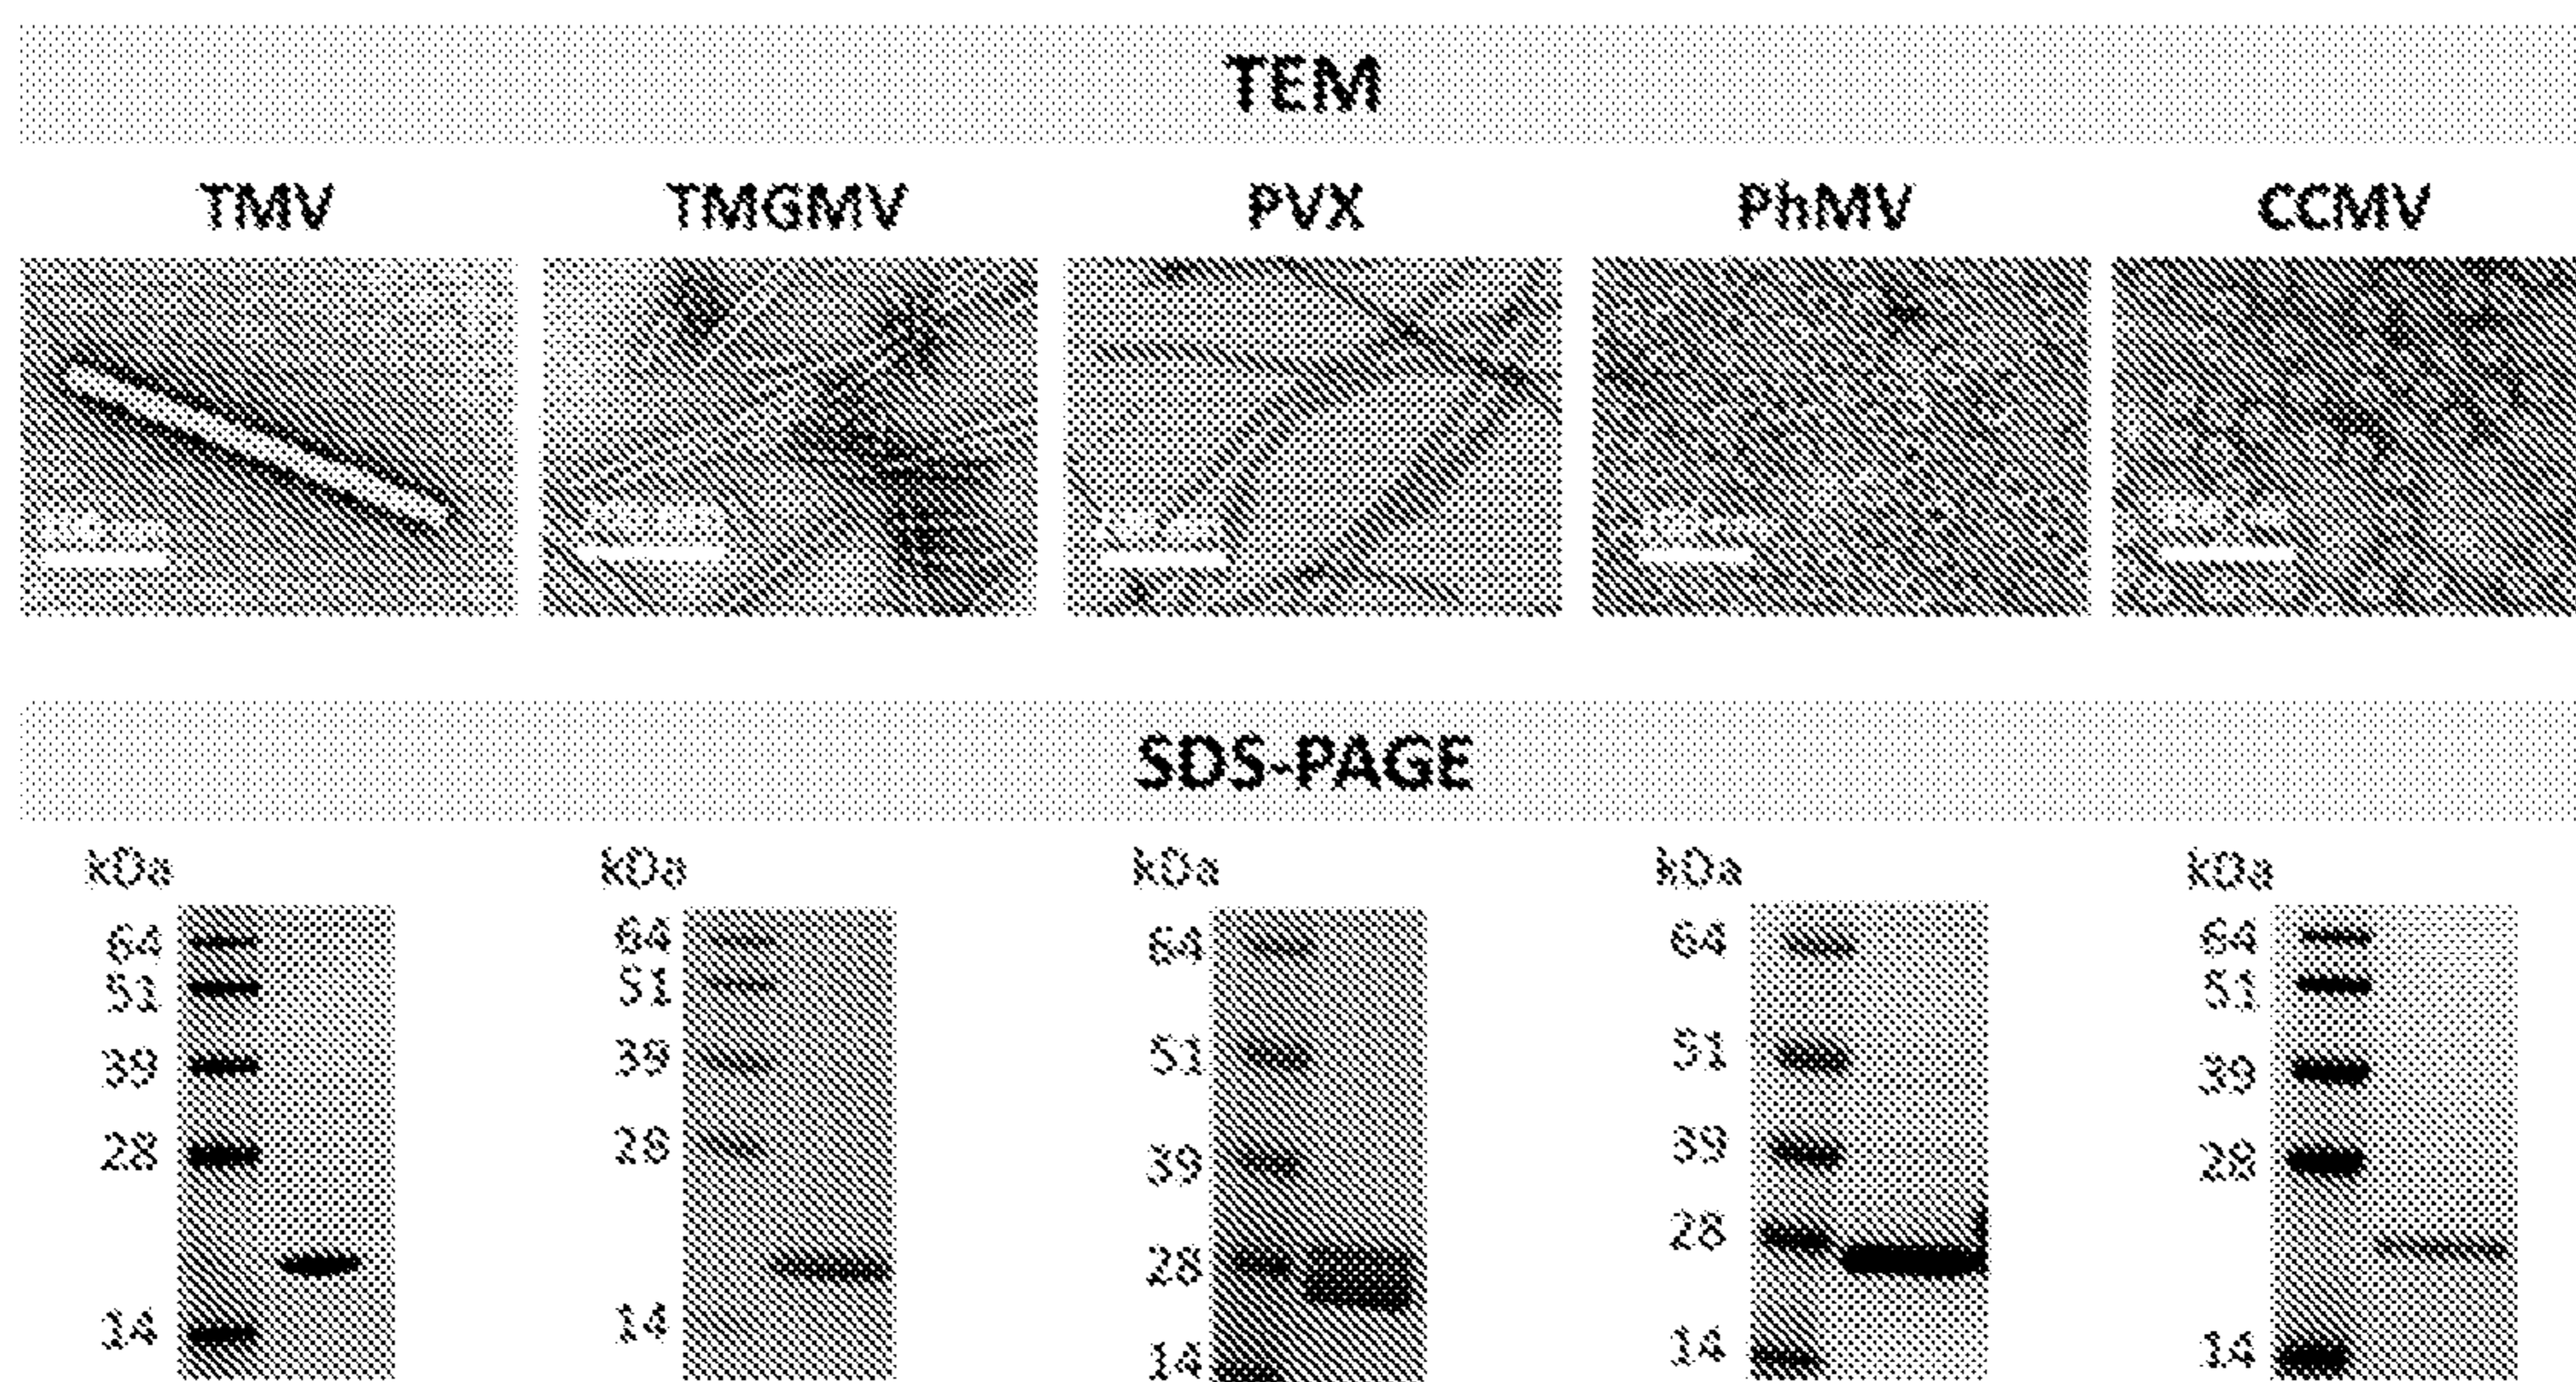 TEM
TMV TMGMV PVX PhMV CCMV
SDS-PAGE
kDa kDa kDa kDa kDa
64 64 64 64 64
51 51 51 51 51
39 39 39 39 39
28 28 28 28 28
14 14 14 14 14